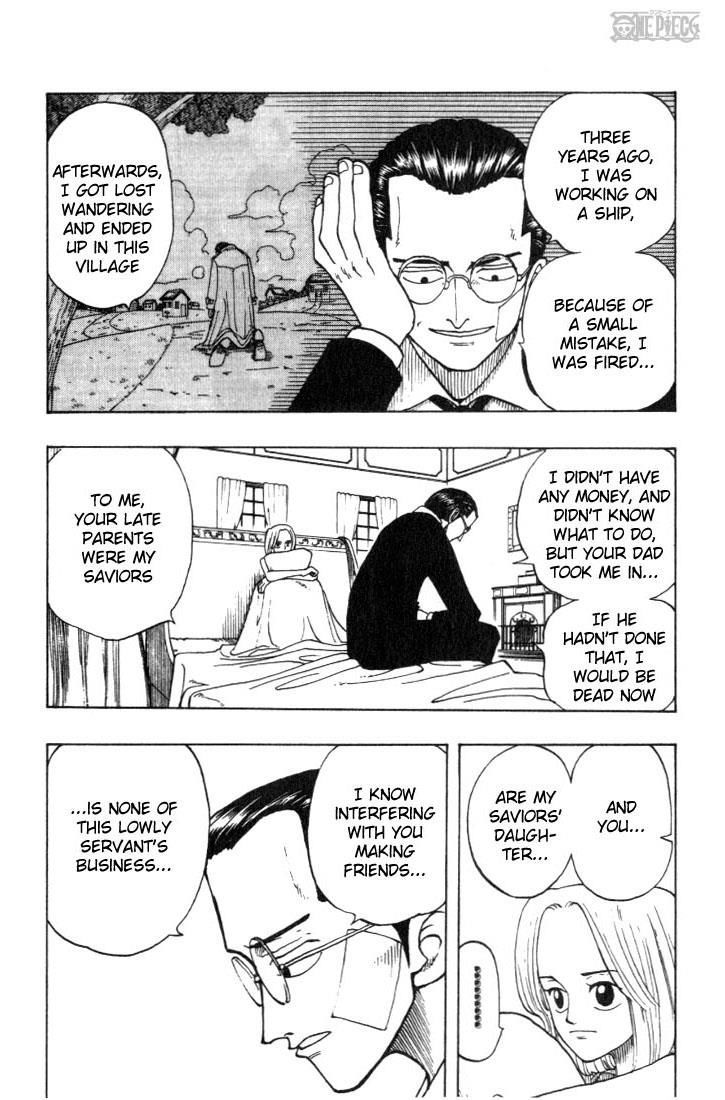 ONE PIECE
THREE
YEARS AGO,
I WAS
WORKING ON
A SHIP,
BECAUSE OF
A SMALL
MISTAKE, I
WAS FIRED...
AFTERWARDS,
I GOT LOST
WANDERING
AND ENDED
UP IN THIS
VILLAGE
I DIDN'T HAVE
ANY MONEY, AND
DIDN'T KNOW
WHAT TO DO,
BUT YOUR DAD
TOOK ME IN...
IF HE
HADN'T DONE
THAT, I
WOULD BE
DEAD NOW
TO ME,
YOUR LATE
PARENTS
WERE MY
SAVIORS
AND
YOU...
ARE MY
SAVIORS'
DAUGH-
TER...
.........
I KNOW
INTERFERING
WITH YOU
MAKING
FRIENDS...
...IS NONE OF
THIS LOWLY
SERVANT'S
BUSINESS...